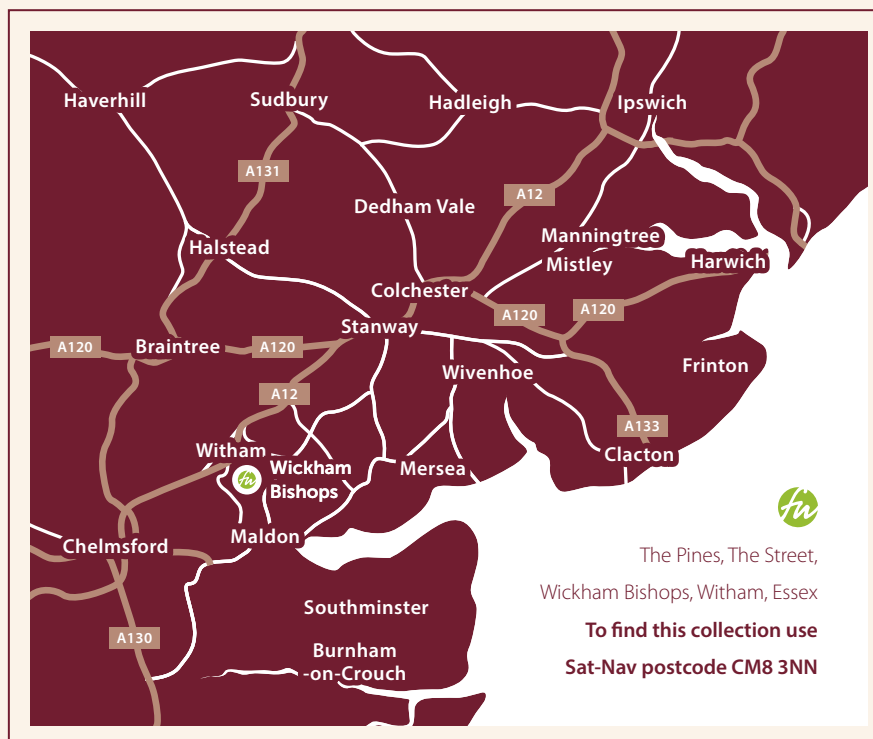 Haverhill
Sudbury
Hadleigh
Ipswich
A131
A12
Dedham Vale
Manningtree
Mistley
Halstead
Harwich
Colchester
A120
A120
Stanway
A120
Braintree
A120
Wivenhoe
Frinton
A12
A133
Witham
Clacton
Wickham
Bishops
Mersea
fw
fw
Maldon
Chelmsford
The Pines, The Street,
Wickham Bishops, Witham, Essex
Southminster
To find this collection use
A130
Burnham
-on-Crouch
Sat-Nav postcode CM8 3NN